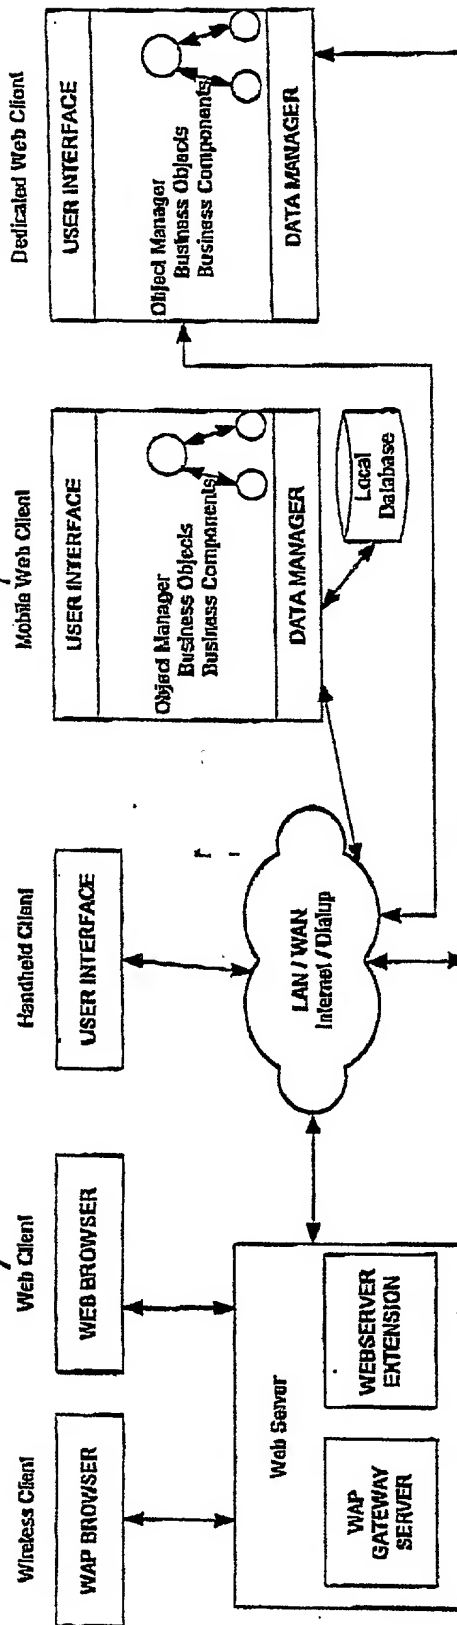 Wireless Client
WAP BROWSER
Web Client
WEB BROWSER
Handheld Client
USER INTERFACE
Mobile Web Client
USER INTERFACE
Object Manager
Business Objects
Business Components
DATA MANAGER
Local
Database
Dedicated Web Client
USER INTERFACE
Object Manager
Business Objects
Business Components
DATA MANAGER
Web Server
WAP
GATEWAY
SERVER
WEBSERVER
EXTENSION
LAN / WAN
Internet / Dialup